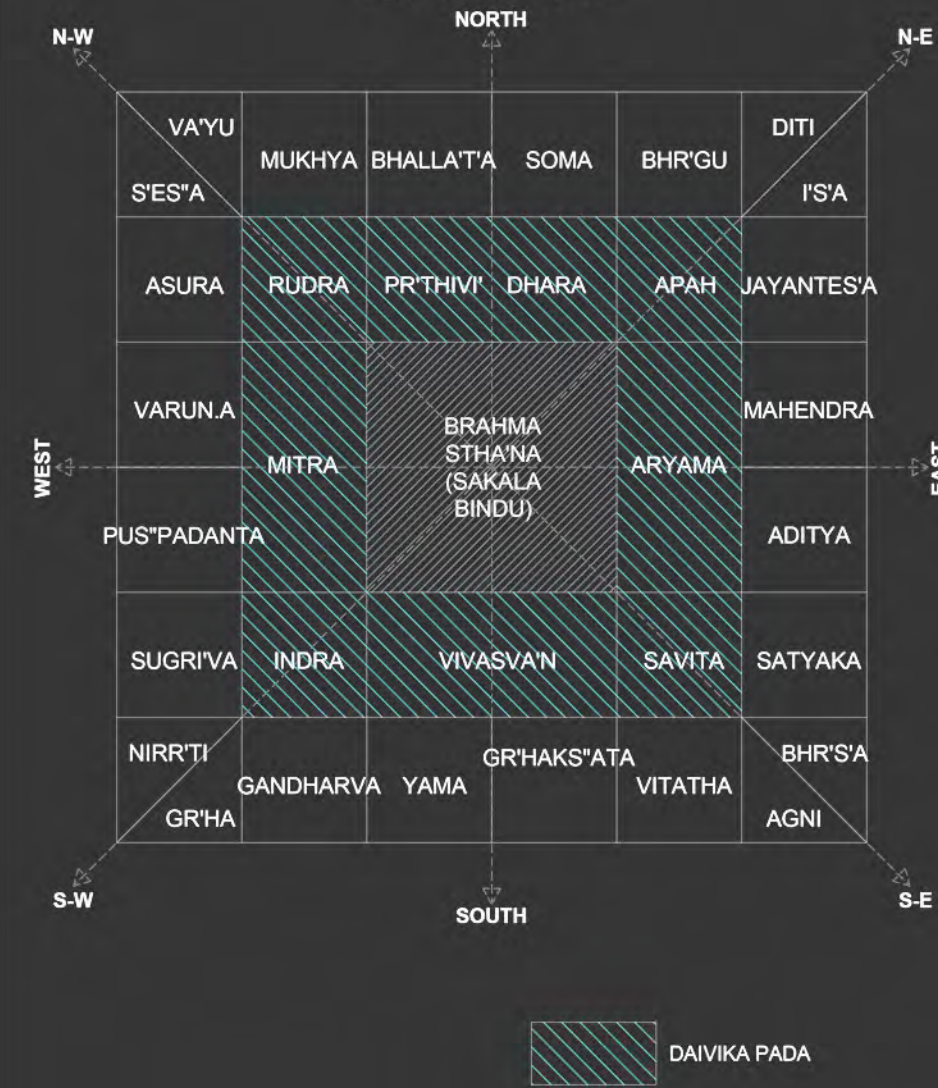 NORTH
N-W
N-E
VA'YU
DITI
MUKHYA
BHALLA'T'A
SOMA
BHR'GU
S'ES"A
I'S'A
ASURA
RUDRA
PR'THIVI'
DHARA
APAH
JAYANTES'A
VARUN.A
MAHENDRA
BRAHMA
STHA'NA
(SAKALA
BINDU)
WEST
MITRA
ARYAMA
EAST
PUS"PADANTA
ADITYA
SUGRI'VA
INDRA
VIVASVA'N
SAVITA
SATYAKA
NIRR'TI
GR'HAKS"ATA
BHR'S'A
GANDHARVA
YAMA
VITATHA
GR'HA
AGNI
S-W
SOUTH
S-E
DAIVIKA PADA